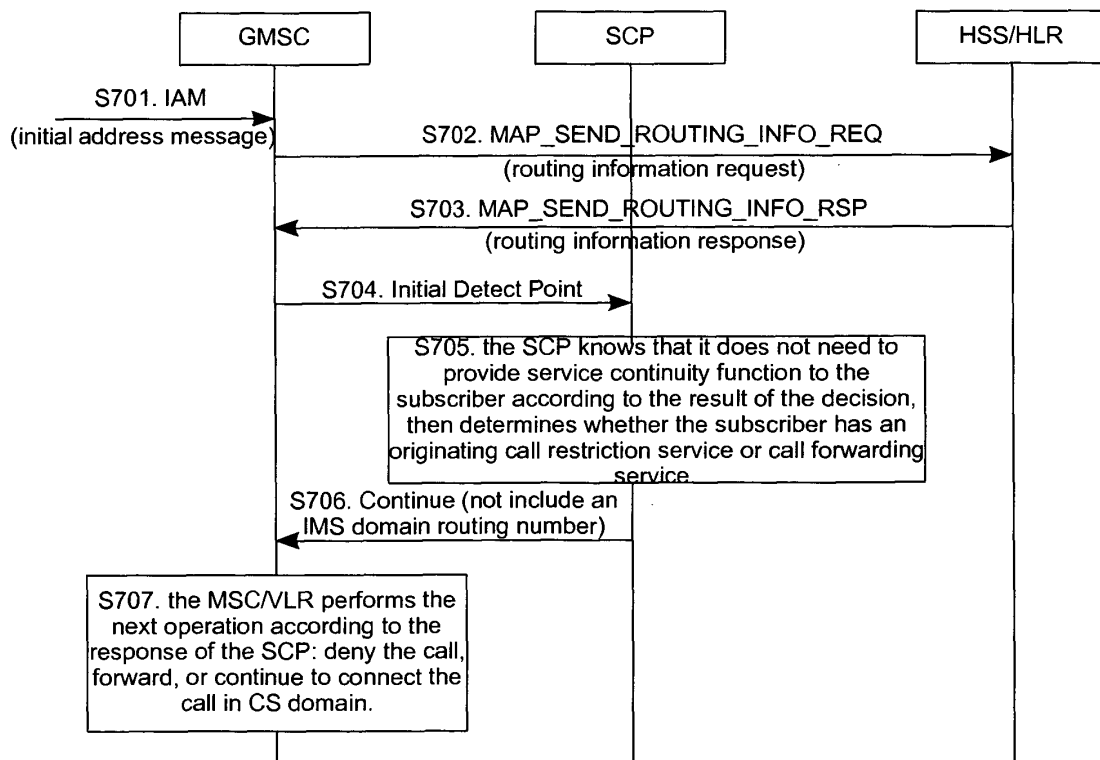 GMSC
SCP
HSS/HLR
S701. IAM
(initial address message)
S702. MAP_SEND_ROUTING_INFO_REQ
(routing information request)
S703. MAP_SEND_ROUTING_INFO_RSP
(routing information response)
S704. Initial Detect Point
S705. the SCP knows that it does not need to
provide service continuity function to the
subscriber according to the result of the decision,
then determines whether the subscriber has an
originating call restriction service or call forwarding
service.
S706. Continue (not include an
IMS domain routing number)
S707. the MSC/VLR performs the
next operation according to the
response of the SCP: deny the call,
forward, or continue to connect the
call in CS domain.